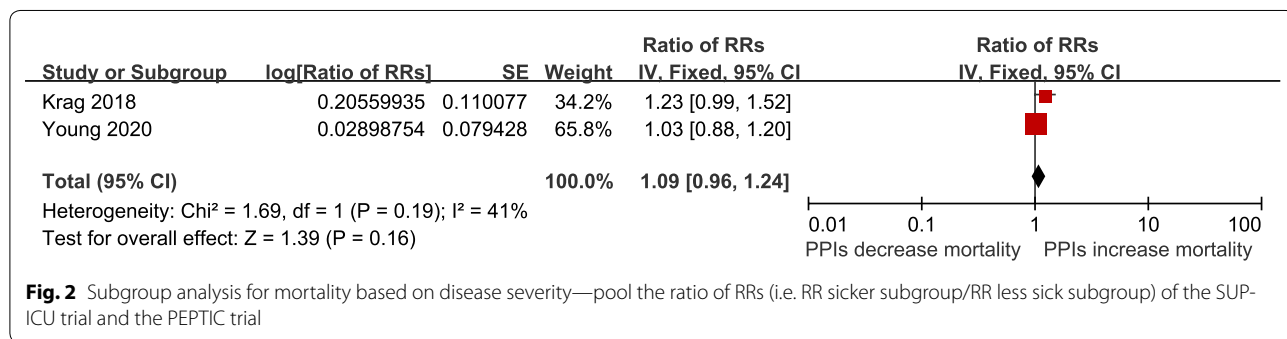 Ratio of RRs Ratio of RRs
Study or Subgroup log[Ratio of RRs] SE Weight IV, Fixed, 95% CI IV, Fixed, 95% CI
Krag 2018 0.20559935 0.110077 34.2% 1.23 [0.99, 1.52]
Young 2020 0.02898754 0.079428 65.8% 1.03 [0.88, 1.20]
Total (95% CI) 100.0% 1.09 [0.96, 1.24]
Heterogeneity: Chi² = 1.69, df = 1 (P = 0.19); I² = 41%
Test for overall effect: Z = 1.39 (P = 0.16)
0.01 0.1 1 10 100
PPIs decrease mortality PPIs increase mortality
Fig. 2 Subgroup analysis for mortality based on disease severity—pool the ratio of RRs (i.e. RR sicker subgroup/RR less sick subgroup) of the SUP-
ICU trial and the PEPTIC trial